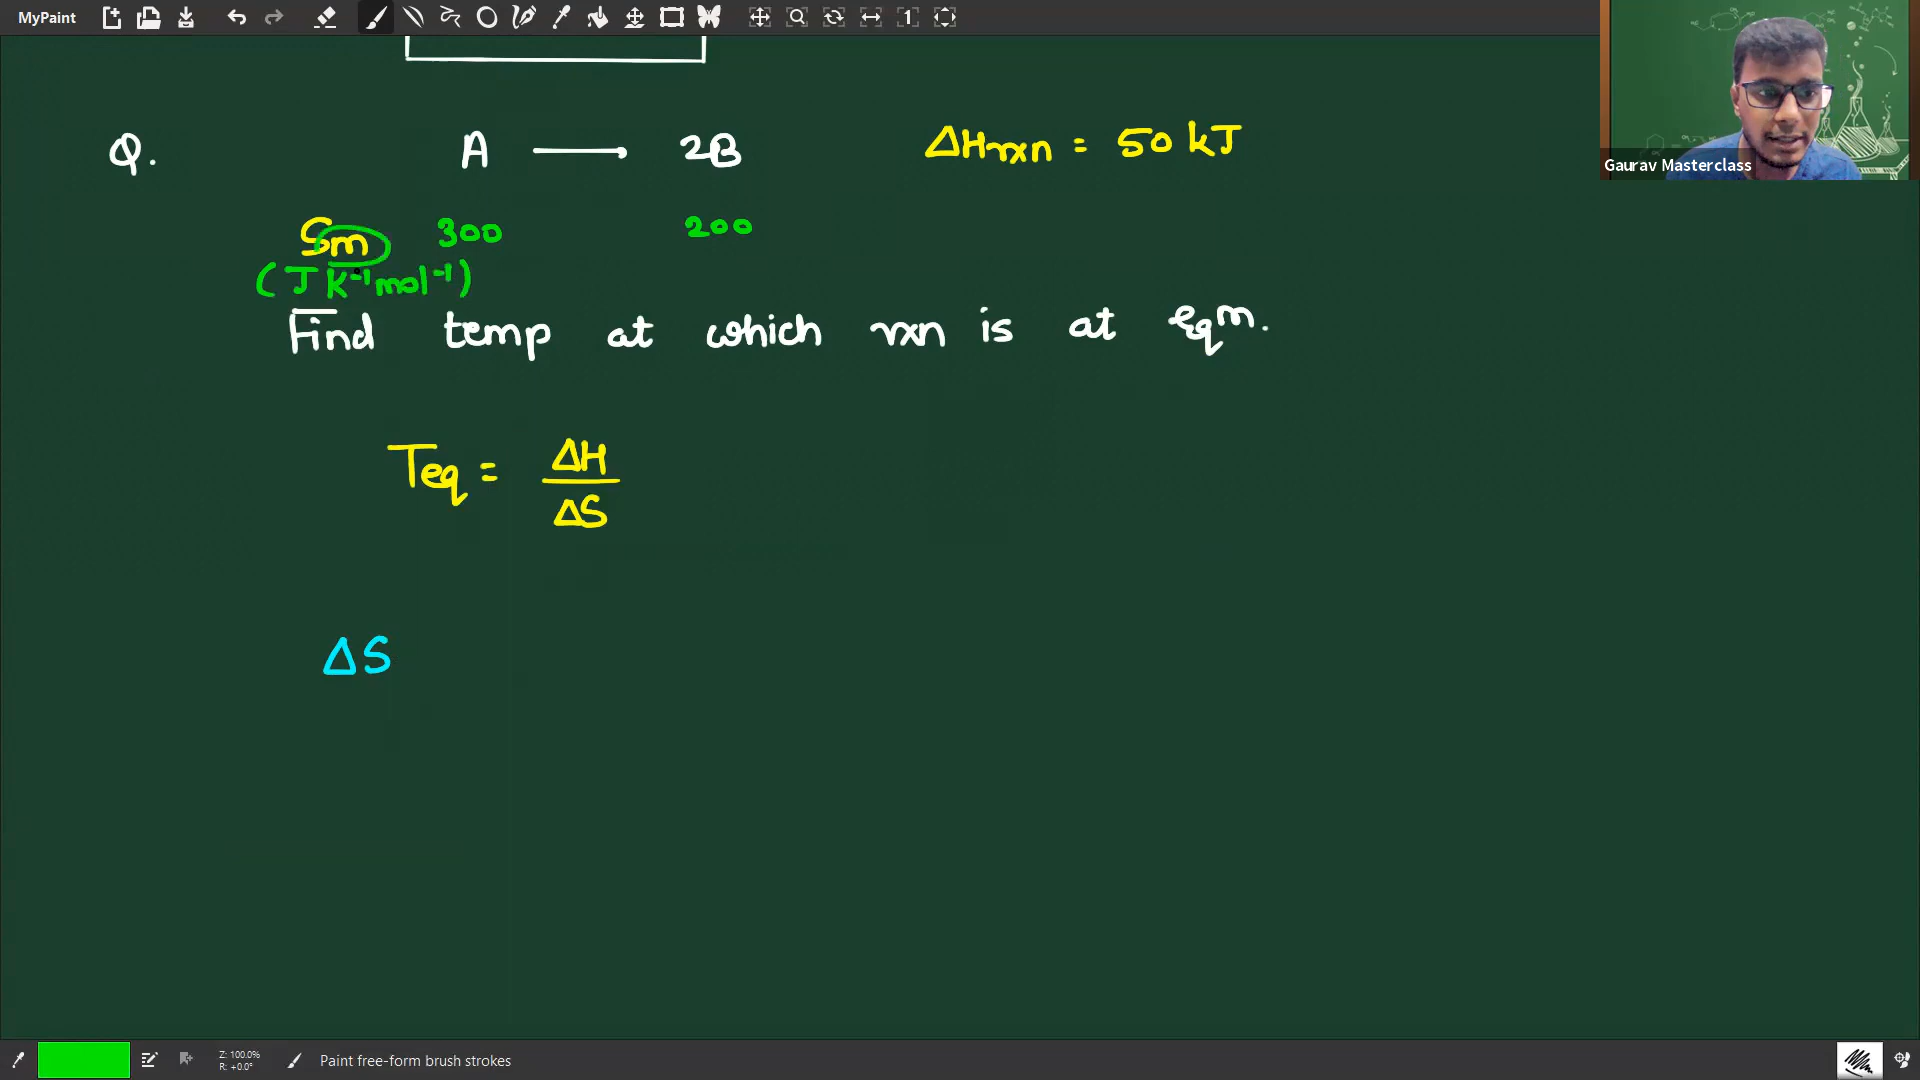 MyPaint
Gaurav Masterclass
Q. A ⟶ 2B ΔHrxn = 50 kJ
Sm 300 200
(J K⁻¹mol⁻¹)
Find temp at which rxn is at eqᵐ.
Teq = ΔH
ΔS
ΔS
Z: 100.0%
R: +0.0°
Paint free-form brush strokes